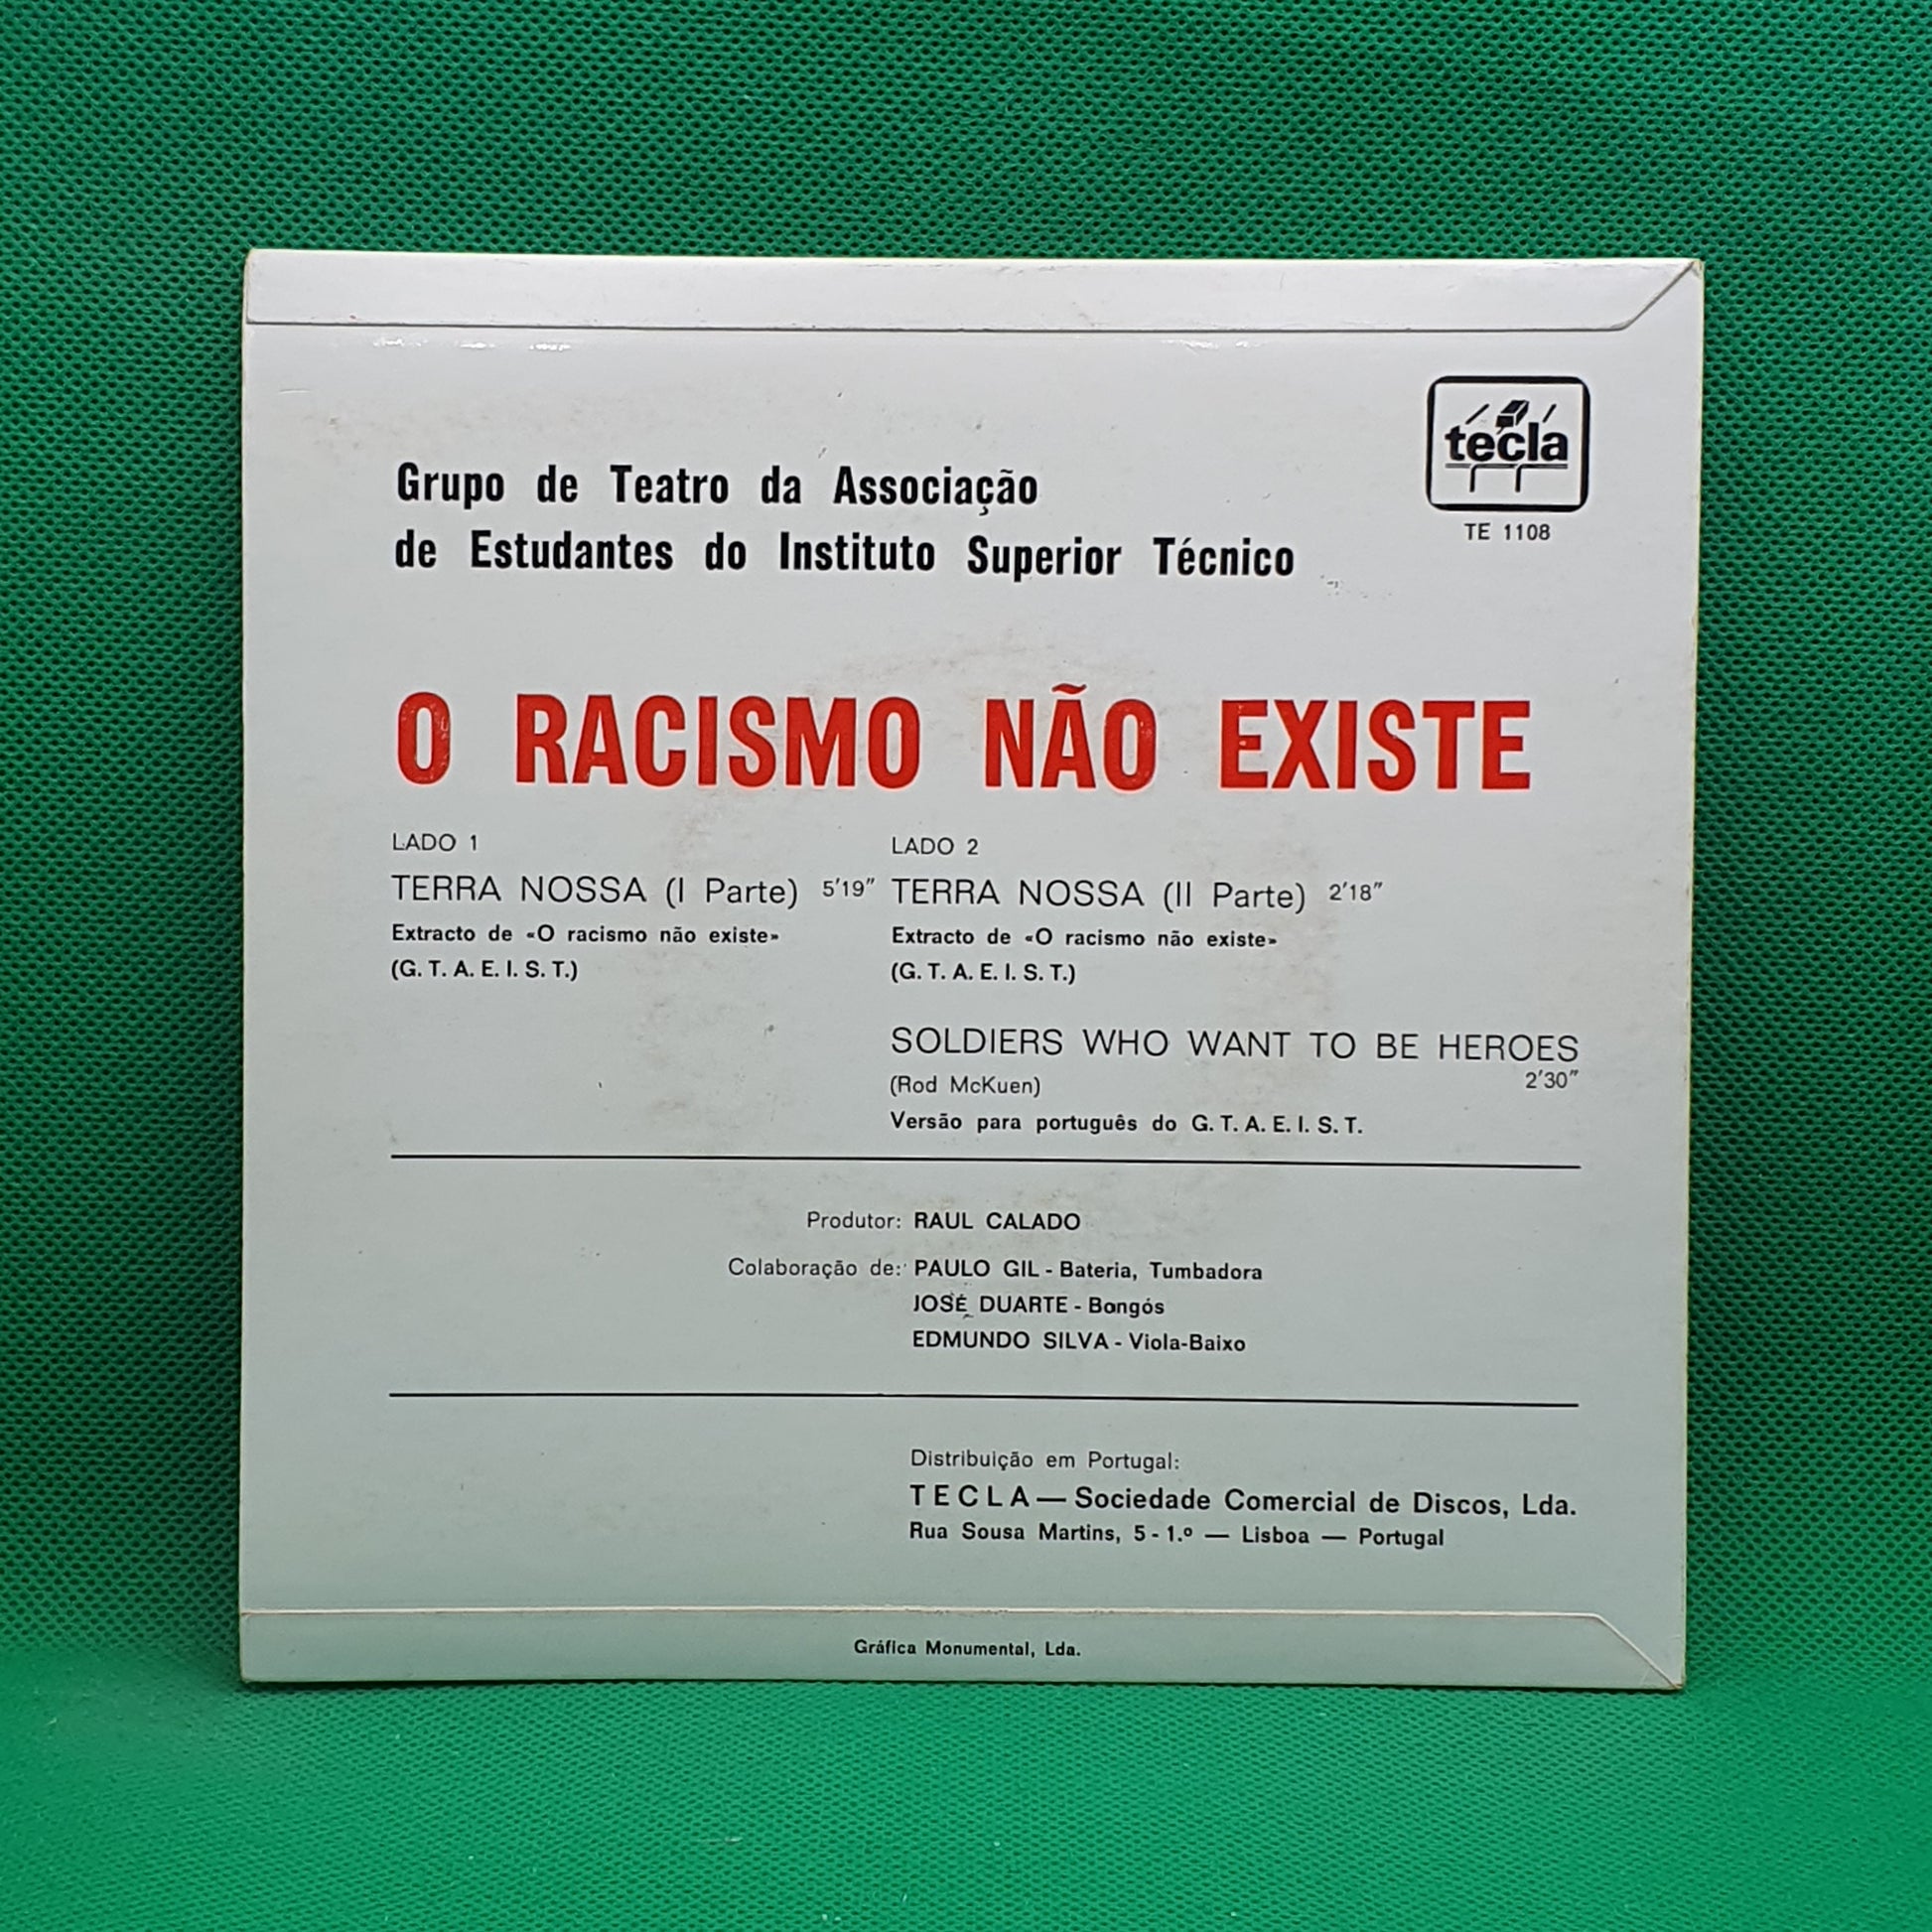 tecla
TE 1108
Grupo de Teatro da Associação
de Estudantes do Instituto Superior Técnico
O RACISMO NÃO EXISTE
LADO 1
TERRA NOSSA (I Parte) 5'19"
Extracto de «O racismo não existe»
(G. T. A. E. I. S. T.)
LADO 2
TERRA NOSSA (II Parte) 2'18"
Extracto de «O racismo não existe»
(G. T. A. E. I. S. T.)
SOLDIERS WHO WANT TO BE HEROES
(Rod McKuen) 2'30"
Versão para português do G. T. A. E. I. S. T.
Produtor: RAUL CALADO
Colaboração de: PAULO GIL - Bateria, Tumbadora
JOSÉ DUARTE - Bongós
EDMUNDO SILVA - Viola-Baixo
Distribuição em Portugal:
TECLA — Sociedade Comercial de Discos, Lda.
Rua Sousa Martins, 5 - 1.º — Lisboa — Portugal
Gráfica Monumental, Lda.